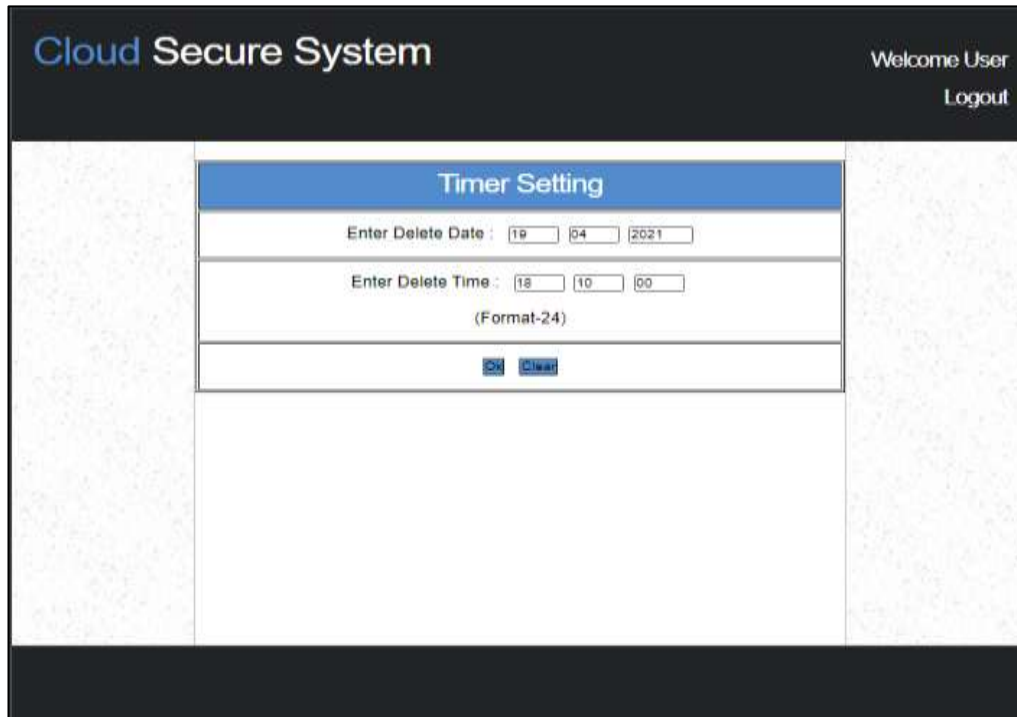 Cloud Secure System
Welcome User
Logout
Timer Setting
Enter Delete Date : 19 04 2021
Enter Delete Time : 18 10 00
(Format-24)
Ok Clear